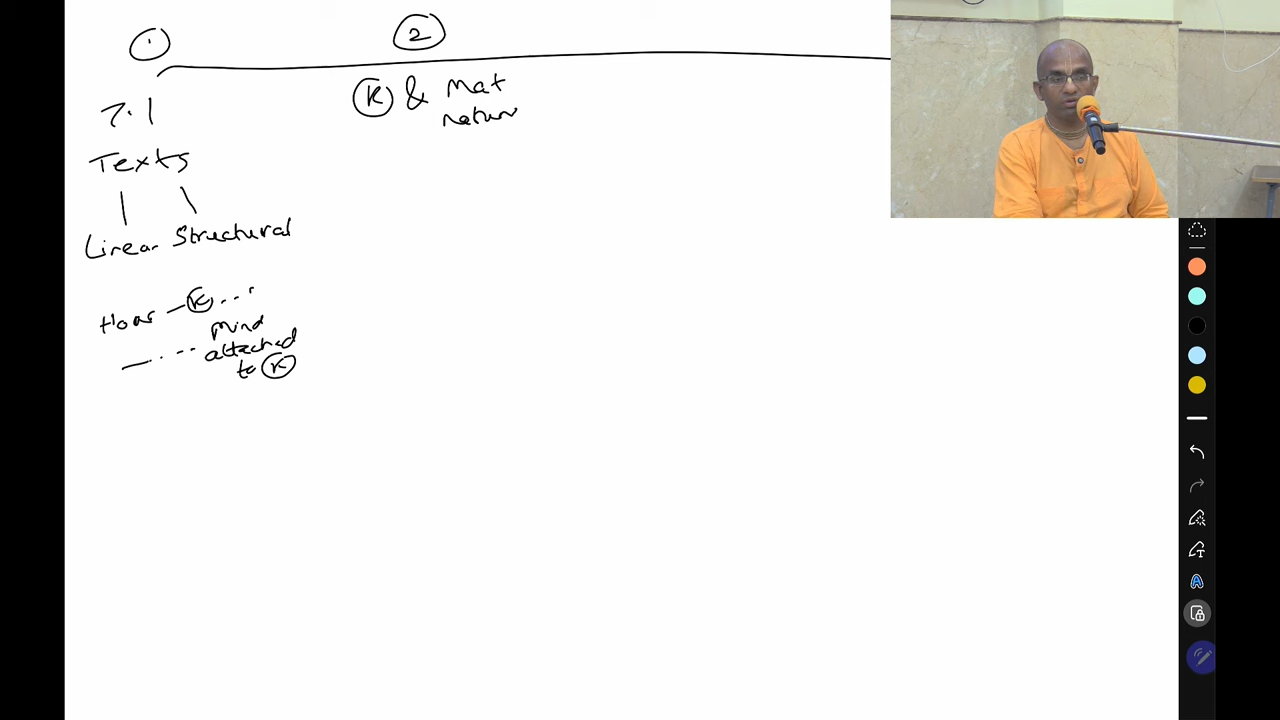 1
7.1
Texts
Linear Structural
Hear – K ...
mind
attached
to K
2
K & Mat
nature
A